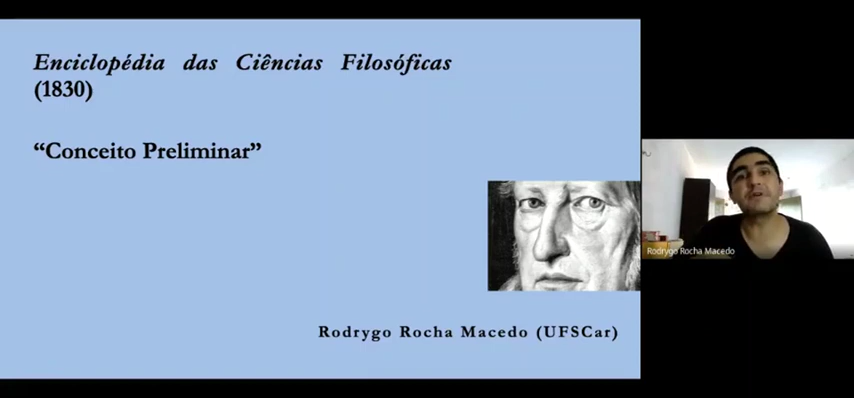 Enciclopédia das Ciências Filosóficas
(1830)
“Conceito Preliminar”
Rodrygo Rocha Macedo
Rodrygo Rocha Macedo (UFSCar)